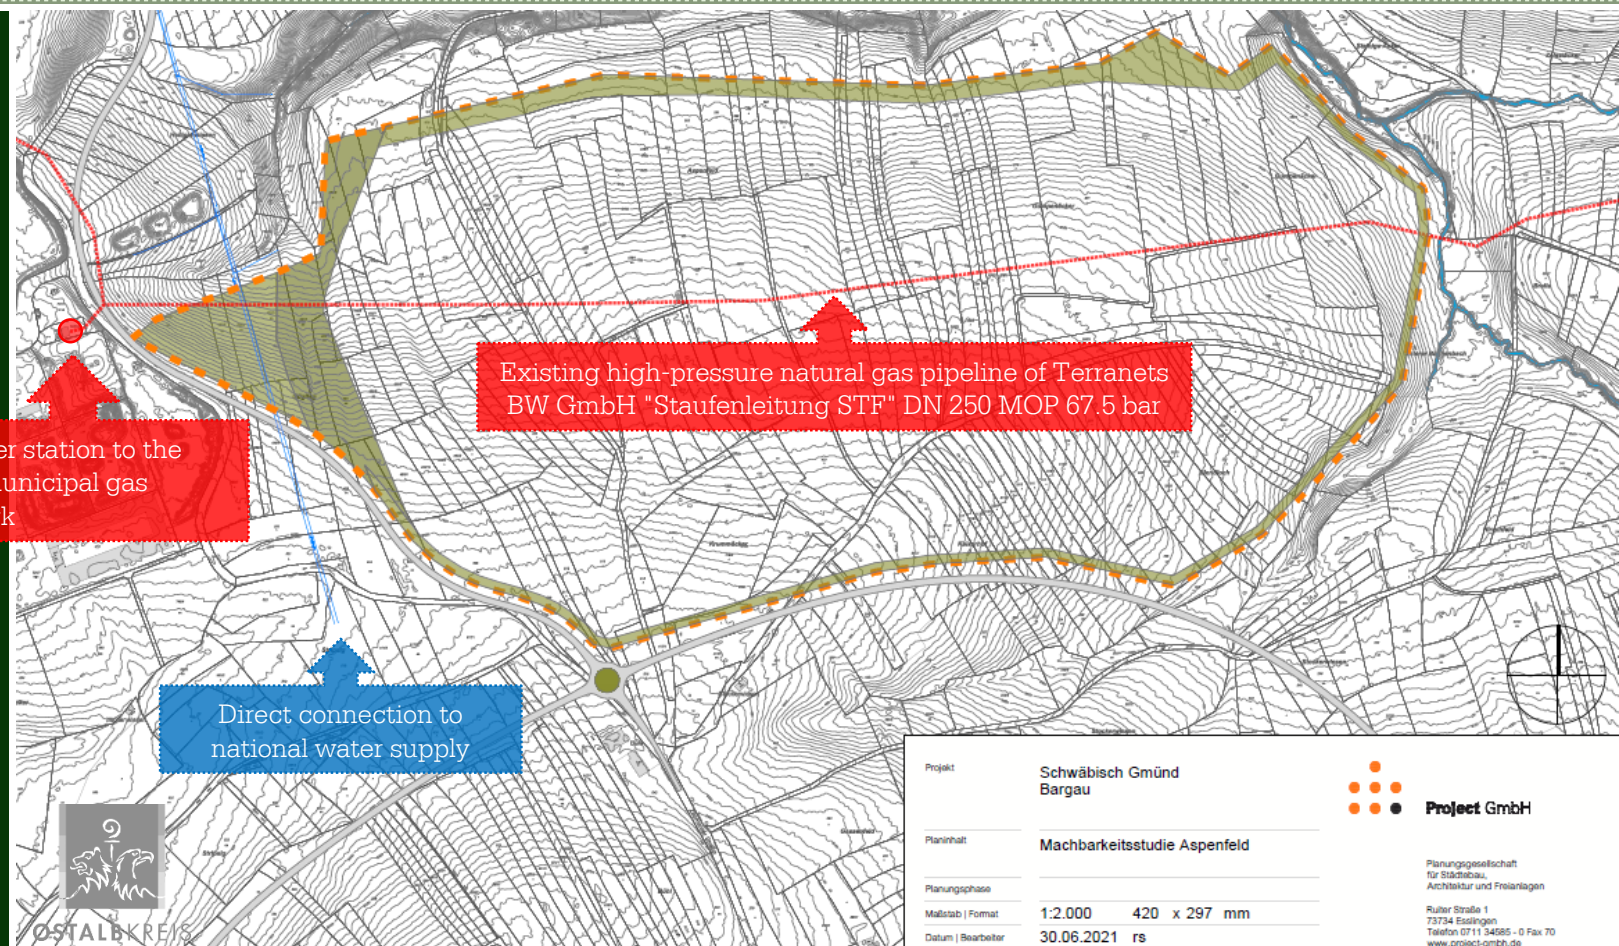 Existing high-pressure natural gas pipeline of Terranets
BW GmbH "Staufenleitung STF" DN 250 MOP 67.5 bar
er station to the
unicipal gas
k
Direct connection to
national water supply
OSTALBKREIS
Projekt
Schwäbisch Gmünd
Bargau
Planinhalt
Machbarkeitsstudie Aspenfeld
Planungsphase
Maßstab | Format
1:2.000 420 x 297 mm
Datum | Bearbeiter
30.06.2021 rs
Project GmbH
Planungsgesellschaft
für Städtebau,
Architektur und Freianlagen
Ruiter Straße 1
73734 Esslingen
Telefon 0711 34585 - 0 Fax 70
www.project-gmbh.de
Aspenfeld